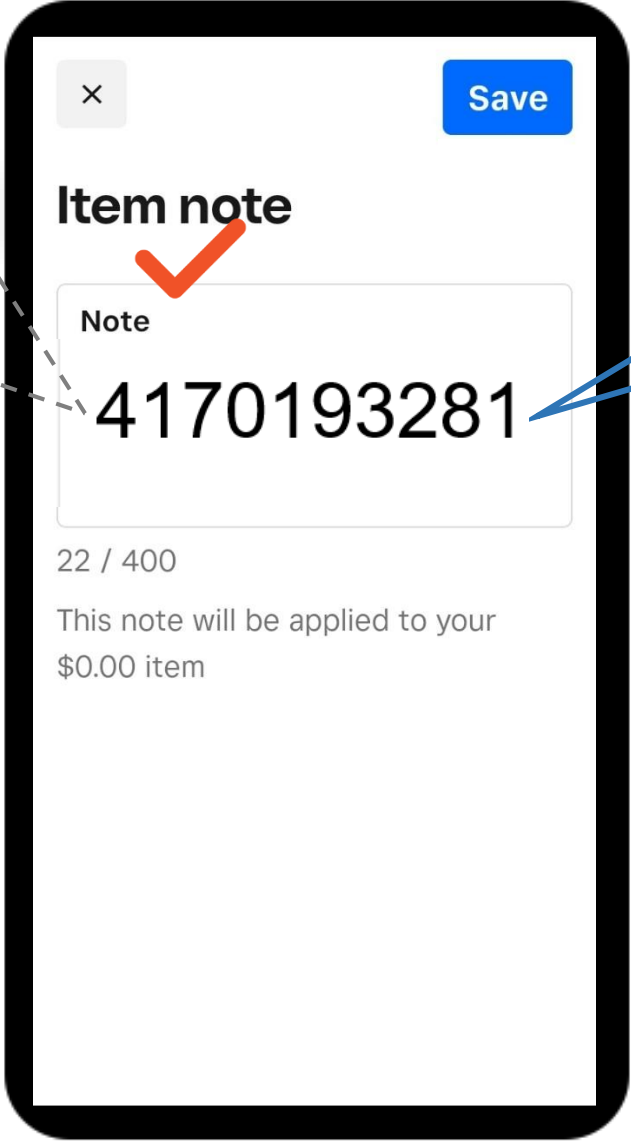 ×
Save
Item note
Note
4170193281
22 / 400
This note will be applied to your
$0.00 item